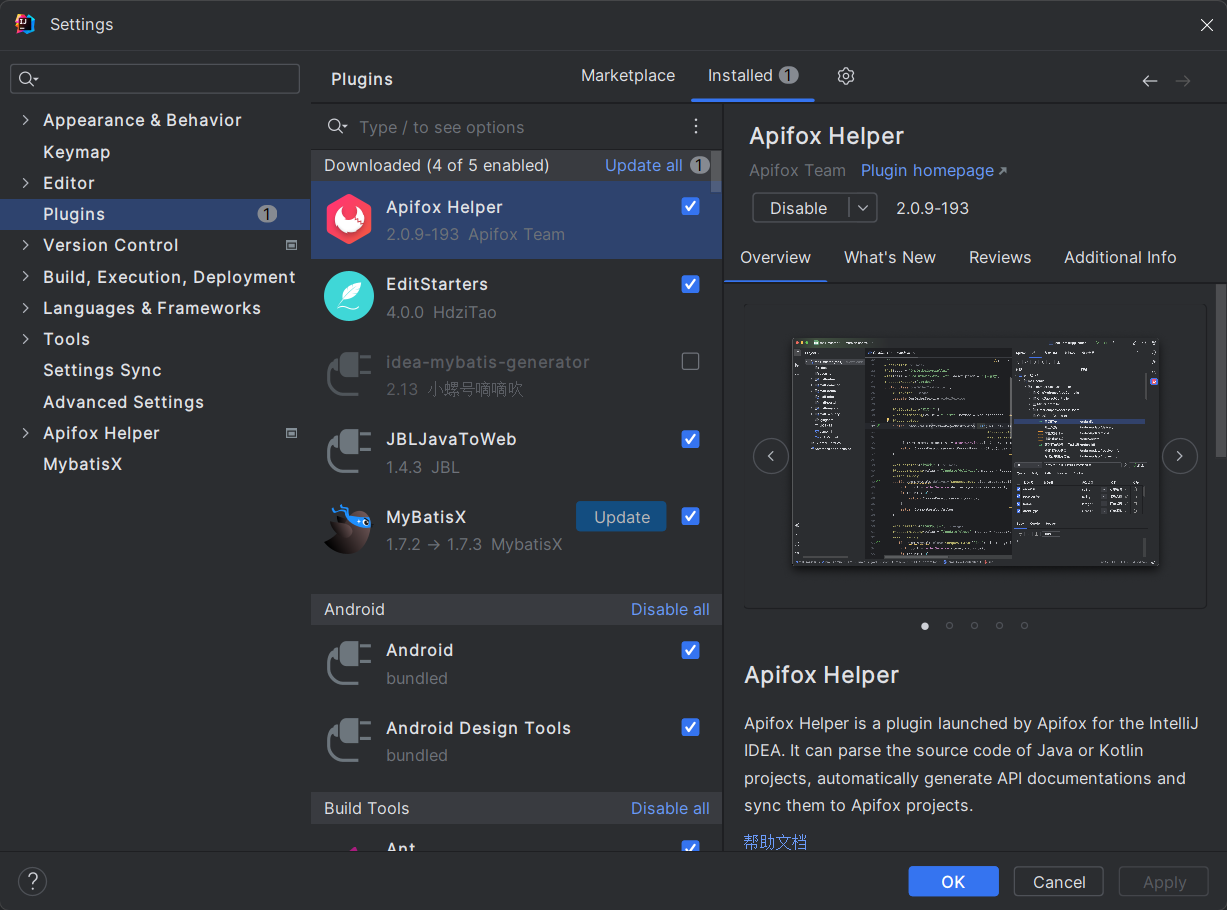 Settings
Plugins
Marketplace
Installed 1
Appearance & Behavior
Keymap
Editor
Plugins 1
Version Control
Build, Execution, Deployment
Languages & Frameworks
Tools
Settings Sync
Advanced Settings
Apifox Helper
MybatisX
Type / to see options
Downloaded (4 of 5 enabled) Update all 1
Apifox Helper
2.0.9-193 Apifox Team
EditStarters
4.0.0 HdziTao
idea-mybatis-generator
2.13 小螺号嘀嘀吹
JBLJavaToWeb
1.4.3 JBL
MyBatisX
Update
1.7.2 → 1.7.3 MybatisX
Android Disable all
Android
bundled
Android Design Tools
bundled
Build Tools Disable all
Ant
Apifox Helper
Apifox Team Plugin homepage ↗
Disable 2.0.9-193
Overview What's New Reviews Additional Info
Apifox Helper
Apifox Helper is a plugin launched by Apifox for the IntelliJ
IDEA. It can parse the source code of Java or Kotlin
projects, automatically generate API documentations and
sync them to Apifox projects.
帮助文档
?
OK
Cancel
Apply